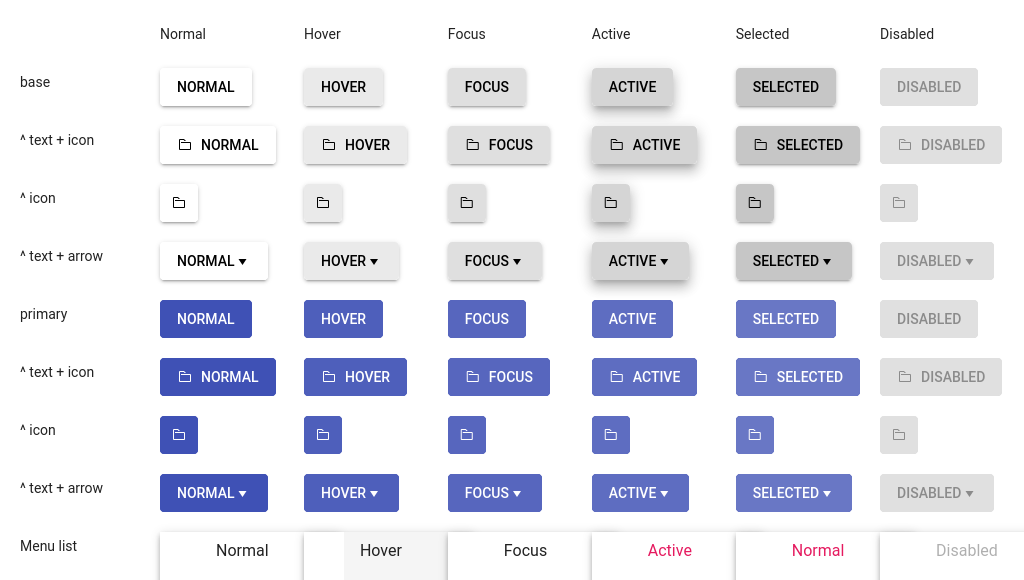 Normal Hover Focus Active Selected Disabled
base NORMAL HOVER FOCUS ACTIVE SELECTED DISABLED
^ text + icon NORMAL HOVER FOCUS ACTIVE SELECTED DISABLED
^ icon
^ text + arrow NORMAL HOVER FOCUS ACTIVE SELECTED DISABLED
primary NORMAL HOVER FOCUS ACTIVE SELECTED DISABLED
^ text + icon NORMAL HOVER FOCUS ACTIVE SELECTED DISABLED
^ icon
^ text + arrow NORMAL HOVER FOCUS ACTIVE SELECTED DISABLED
Menu list Normal Hover Focus Active Normal Disabled